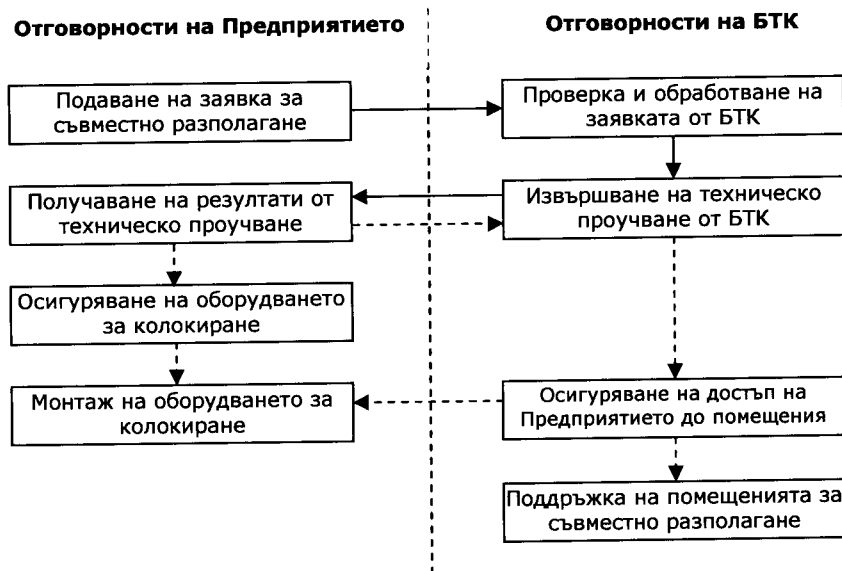 Отговорности на Предприятието
Отговорности на БТК
Подаване на заявка за
съвместно разполагане
Проверка и обработване на
заявката от БТК
Получаване на резултати от
техническо проучване
Извършване на техническо
проучване от БТК
Осигуряване на оборудването
за колокиране
Монтаж на оборудването за
колокиране
Осигуряване на достъп на
Предприятието до помещения
Поддръжка на помещенията за
съвместно разполагане